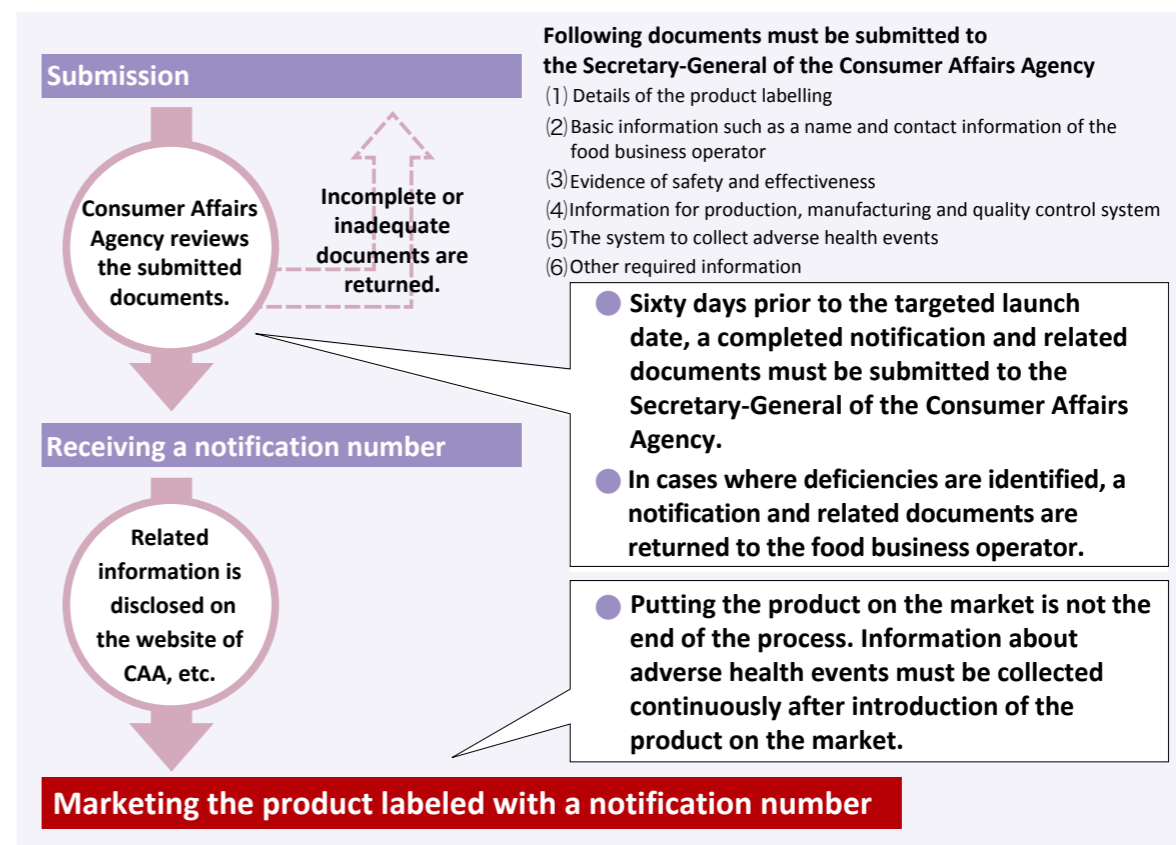 Submission
Consumer Affairs
Agency reviews
the submitted
documents.
Incomplete or
inadequate
documents are
returned.
Following documents must be submitted to
the Secretary-General of the Consumer Affairs Agency
(1) Details of the product labelling
(2) Basic information such as a name and contact information of the
food business operator
(3) Evidence of safety and effectiveness
(4) Information for production, manufacturing and quality control system
(5) The system to collect adverse health events
(6) Other required information
● Sixty days prior to the targeted launch
date, a completed notification and related
documents must be submitted to the
Secretary-General of the Consumer Affairs
Agency.
● In cases where deficiencies are identified, a
notification and related documents are
returned to the food business operator.
Receiving a notification number
Related
information is
disclosed on
the website of
CAA, etc.
● Putting the product on the market is not the
end of the process. Information about
adverse health events must be collected
continuously after introduction of the
product on the market.
Marketing the product labeled with a notification number